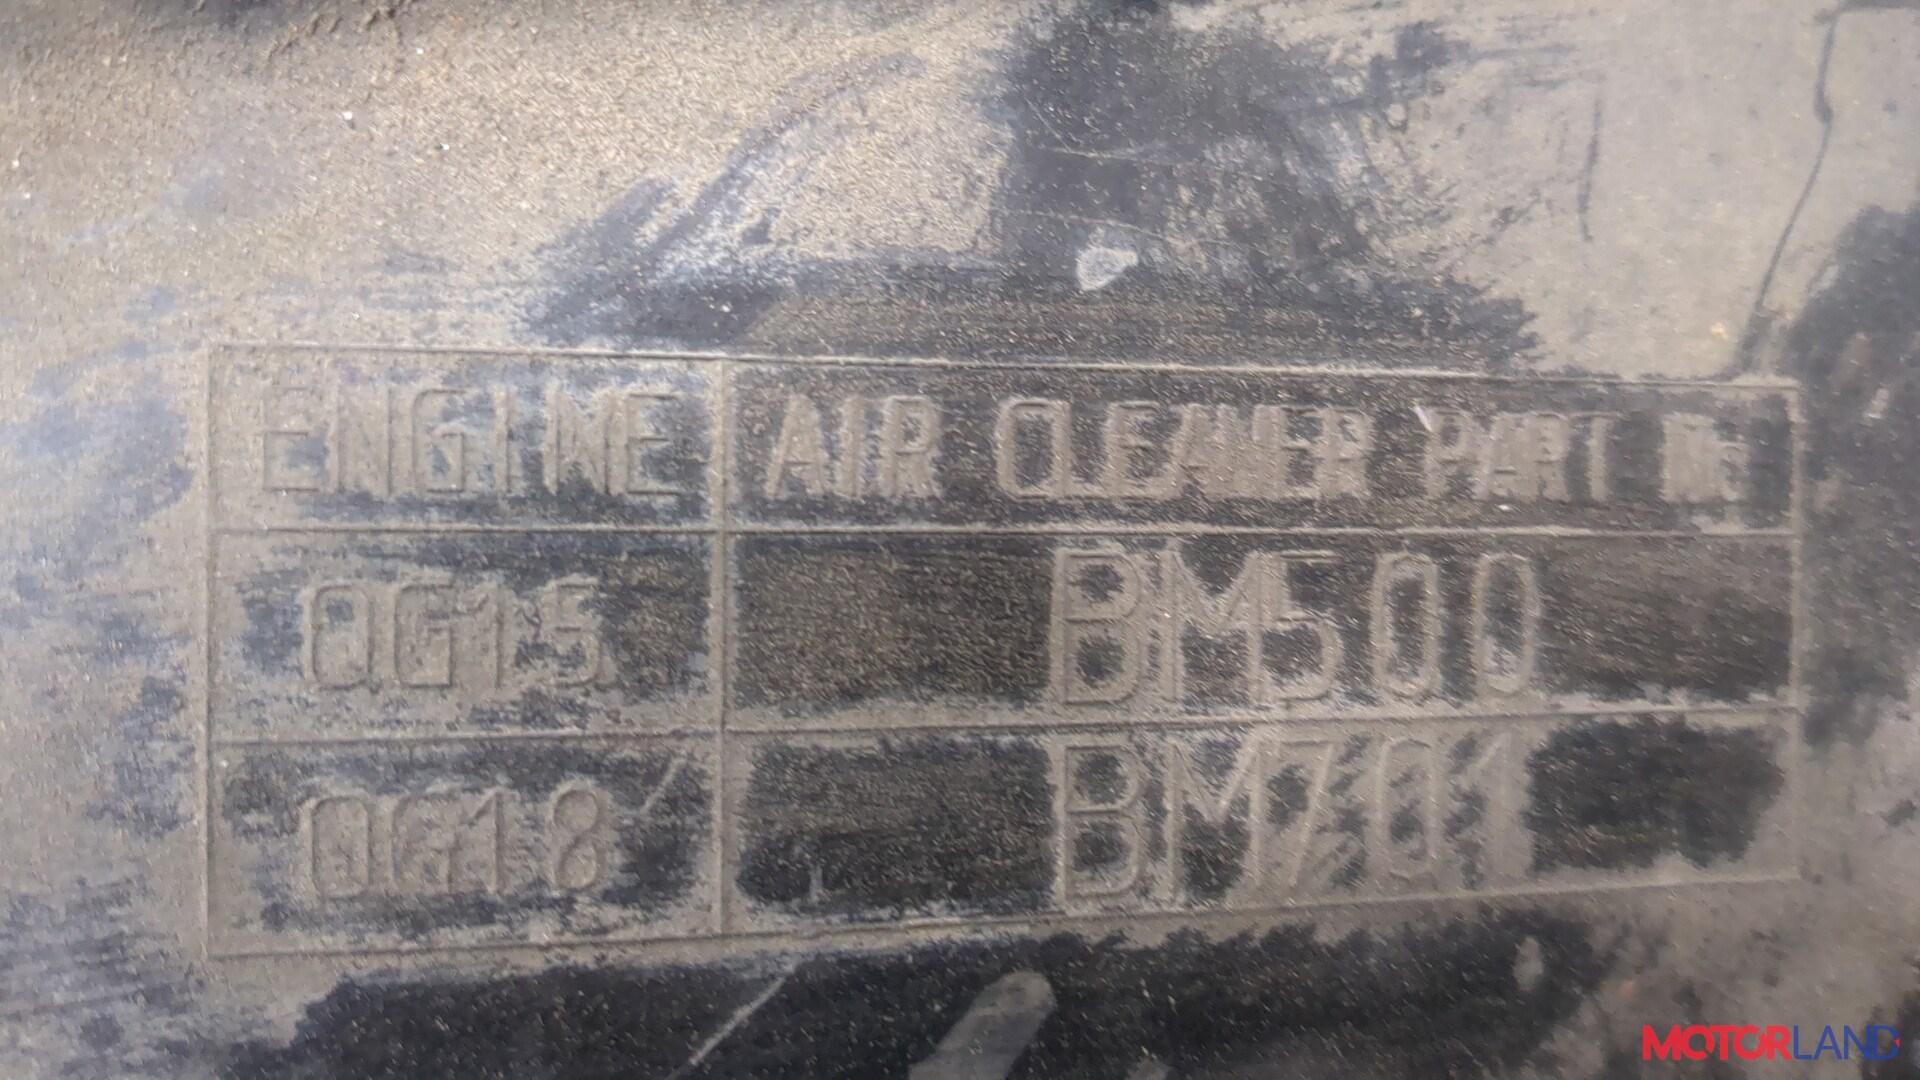 ENGINE AIR CLEANER PART No
QG15 BM500
QG18 BM701
MOTORLAND